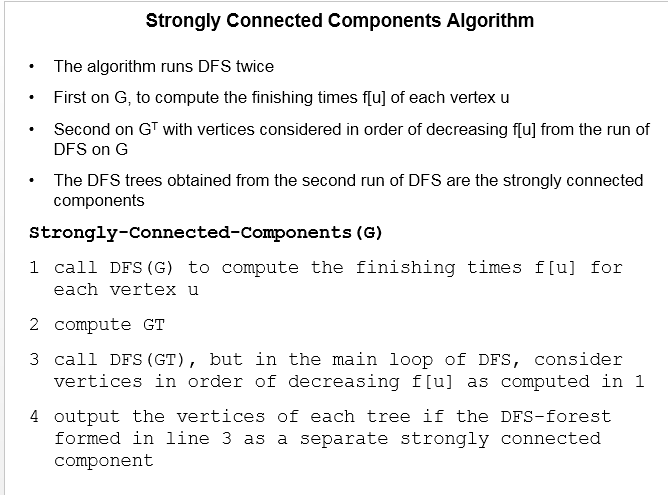 Strongly Connected Components Algorithm
• The algorithm runs DFS twice
• First on G, to compute the finishing times f[u] of each vertex u
• Second on Gᵀ with vertices considered in order of decreasing f[u] from the run of
DFS on G
• The DFS trees obtained from the second run of DFS are the strongly connected
components
Strongly-Connected-Components(G)
1 call DFS(G) to compute the finishing times f[u] for
each vertex u
2 compute GT
3 call DFS(GT), but in the main loop of DFS, consider
vertices in order of decreasing f[u] as computed in 1
4 output the vertices of each tree if the DFS-forest
formed in line 3 as a separate strongly connected
component